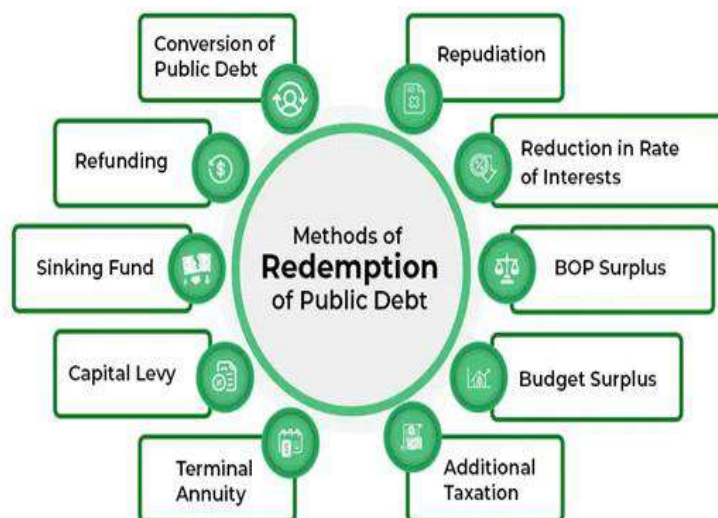 Methods of
Redemption
of Public Debt
Conversion of
Public Debt
Refunding
Sinking Fund
Capital Levy
Terminal
Annuity
Repudiation
Reduction in Rate
of Interests
BOP Surplus
Budget Surplus
Additional
Taxation